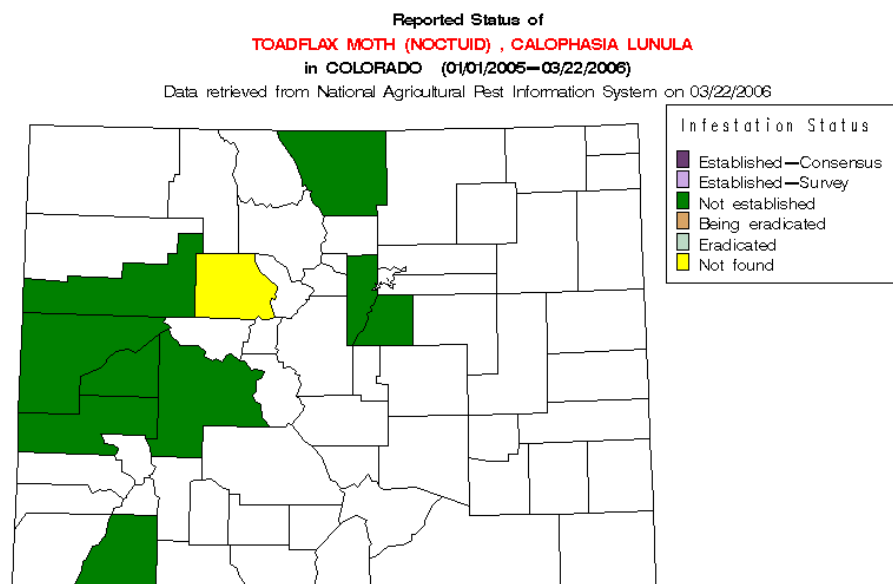 Reported Status of
TOADFLAX MOTH (NOCTUID) , CALOPHASIA LUNULA
in COLORADO (01/01/2005—03/22/2006)
Data retrieved from National Agricultural Pest Information System on 03/22/2006
Infestation Status
Established—Consensus
Established—Survey
Not established
Being eradicated
Eradicated
Not found